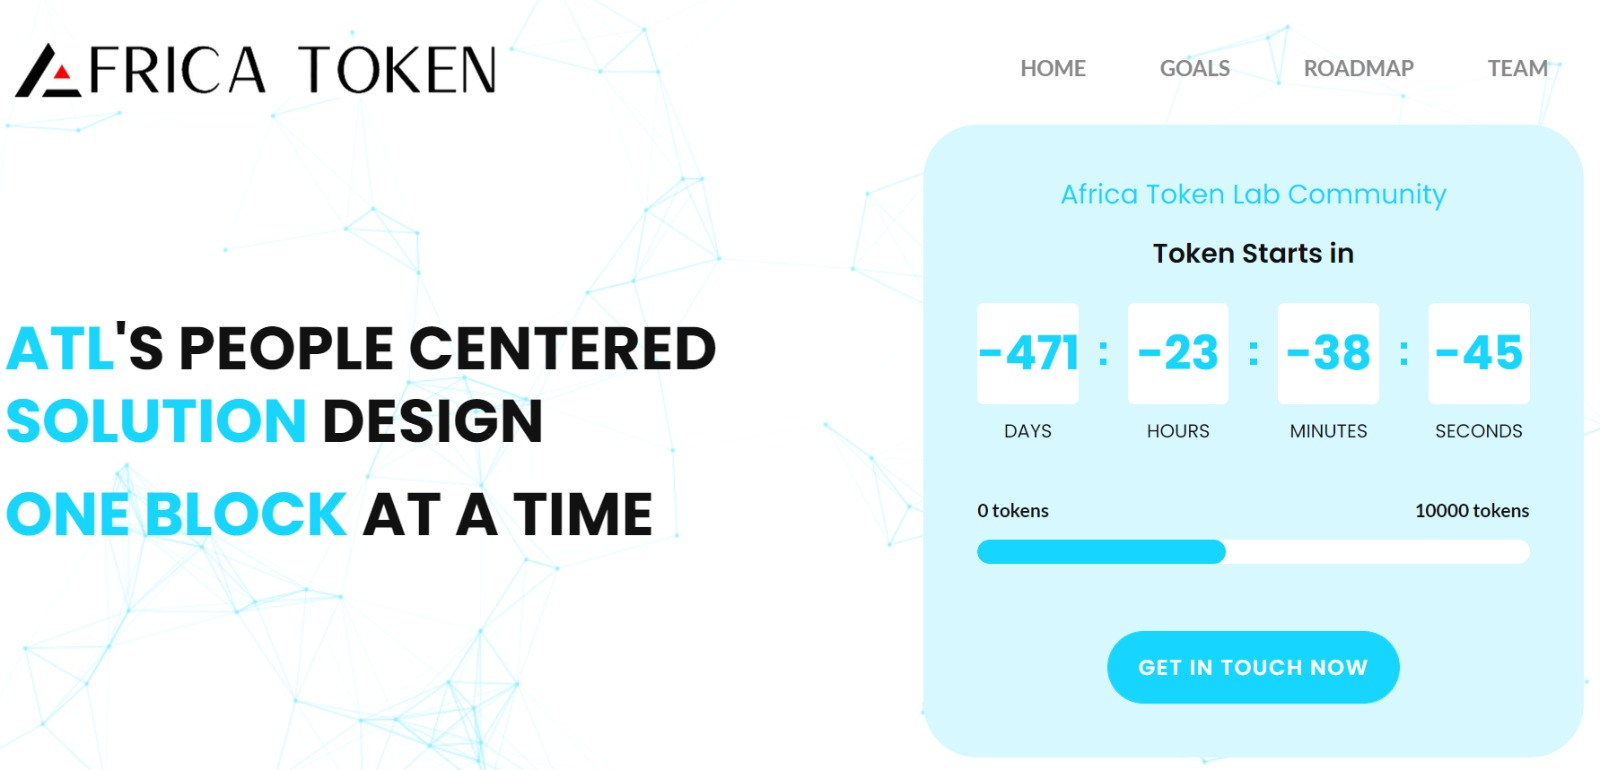 AFRICA TOKEN
HOME GOALS ROADMAP TEAM
ATL'S PEOPLE CENTERED
SOLUTION DESIGN
ONE BLOCK AT A TIME
Africa Token Lab Community
Token Starts in
-471 : -23 : -38 : -45
DAYS HOURS MINUTES SECONDS
0 tokens 10000 tokens
GET IN TOUCH NOW